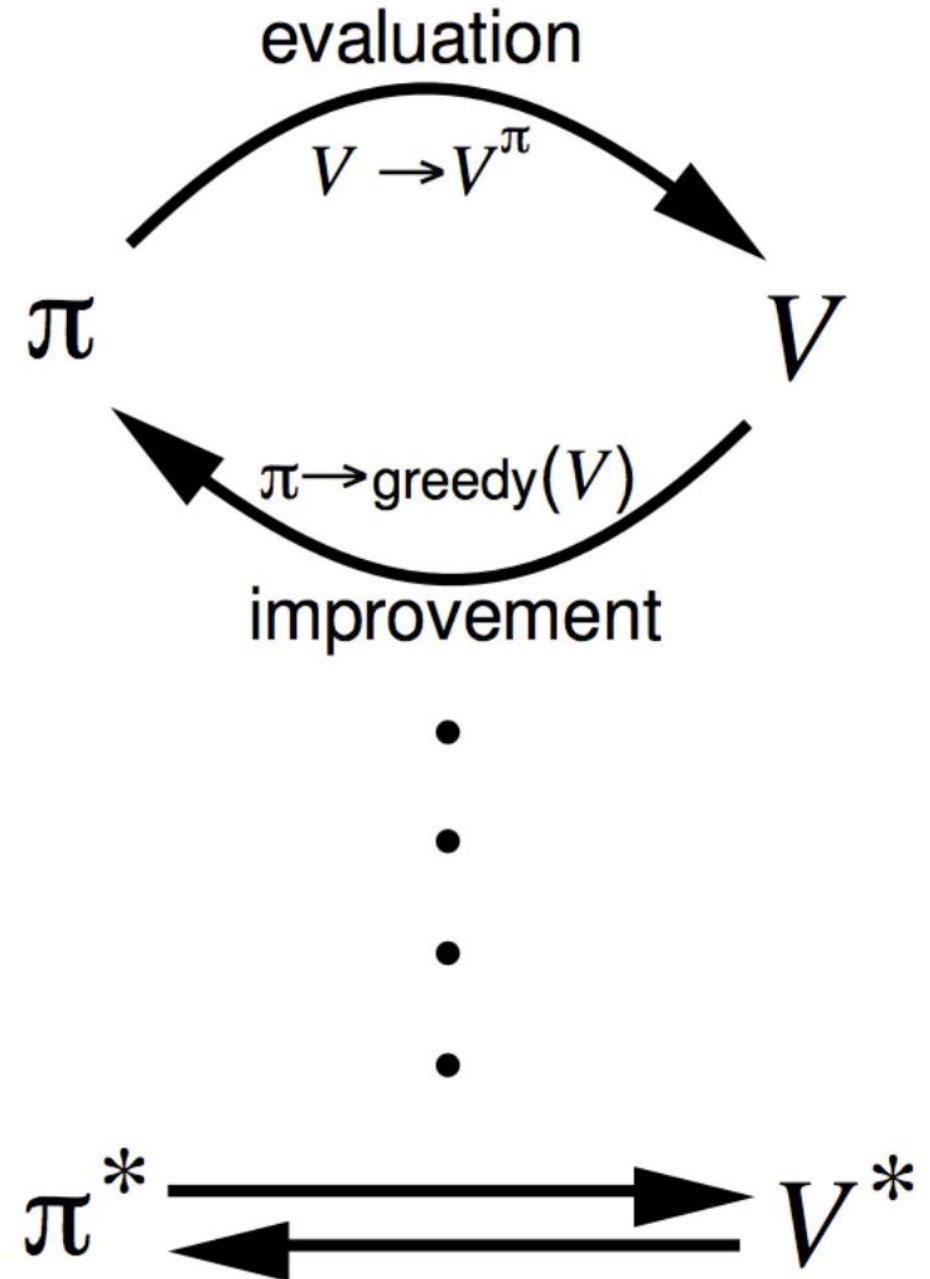 evaluation
V → V^π
π V
π→greedy(V)
improvement
π* V*